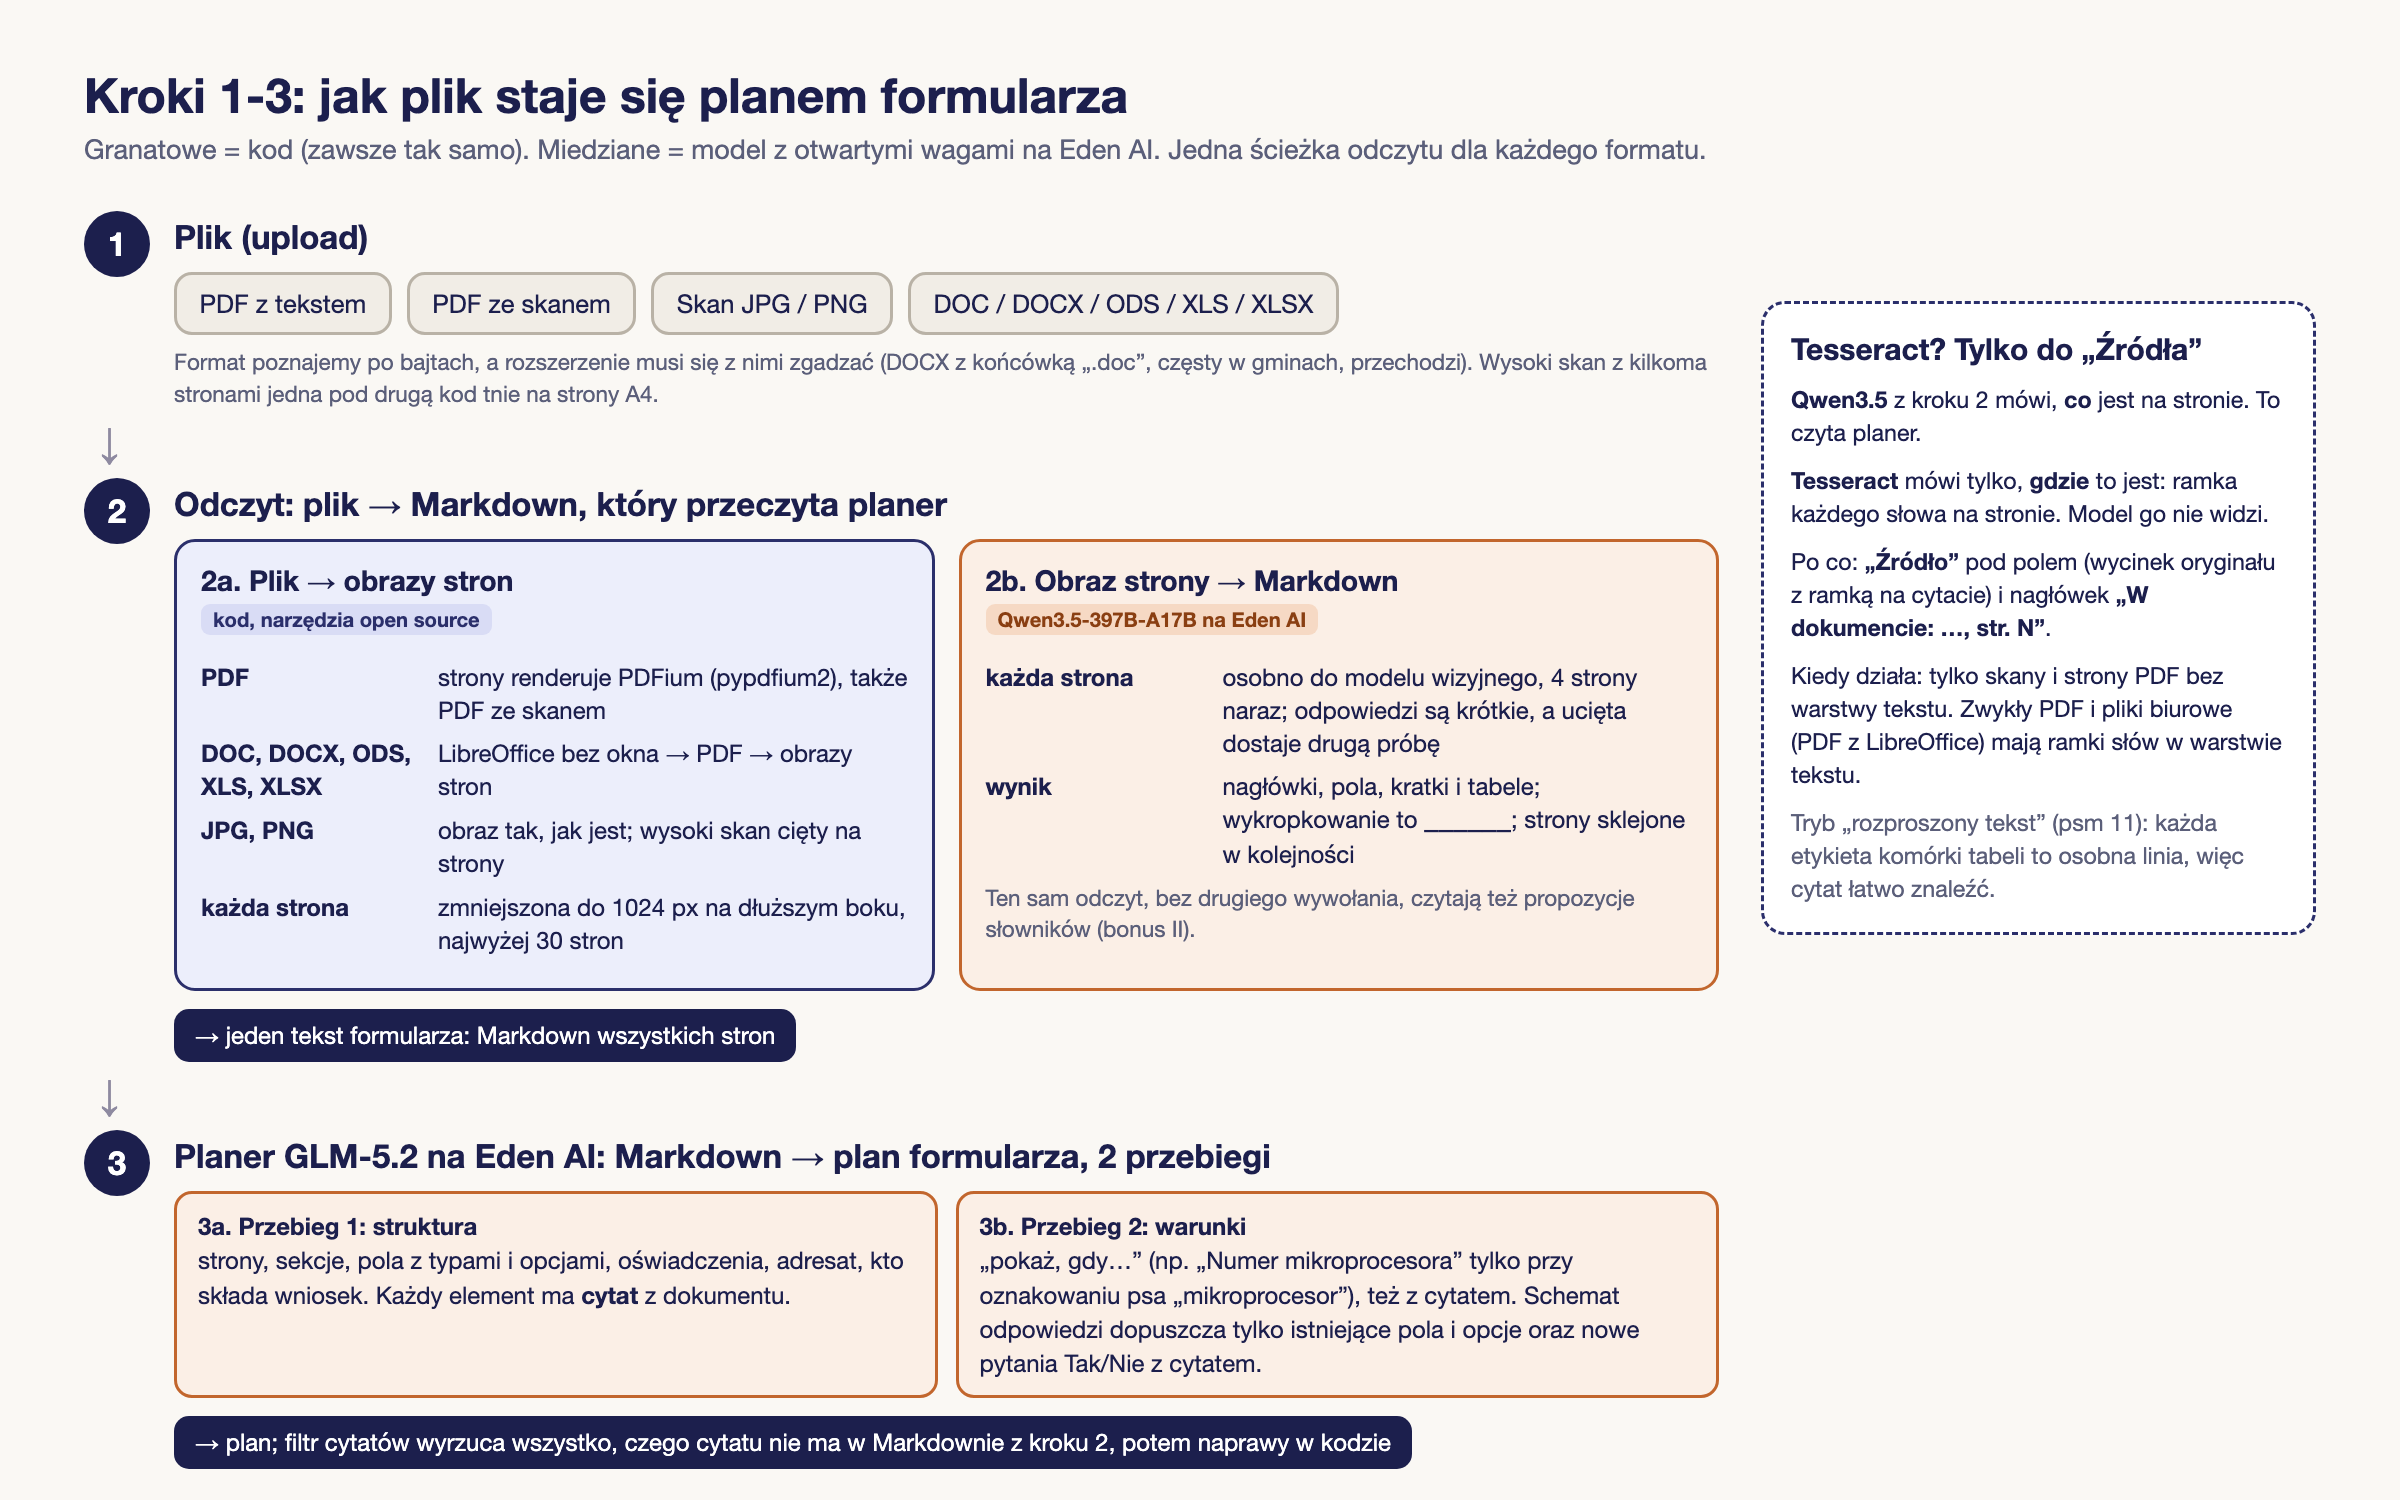 Kroki 1-3: jak plik staje się planem formularza
Granatowe = kod (zawsze tak samo). Miedziane = model z otwartymi wagami na Eden AI. Jedna ścieżka odczytu dla każdego formatu.
1
Plik (upload)
PDF z tekstem
PDF ze skanem
Skan JPG / PNG
DOC / DOCX / ODS / XLS / XLSX
Format poznajemy po bajtach, a rozszerzenie musi się z nimi zgadzać (DOCX z końcówką „.doc”, częsty w gminach, przechodzi). Wysoki skan z kilkoma
stronami jedna pod drugą kod tnie na strony A4.
↓
2
Odczyt: plik → Markdown, który przeczyta planer
2a. Plik → obrazy stron
kod, narzędzia open source
PDF
strony renderuje PDFium (pypdfium2), także
PDF ze skanem
DOC, DOCX, ODS,
XLS, XLSX
LibreOffice bez okna → PDF → obrazy
stron
JPG, PNG
obraz tak, jak jest; wysoki skan cięty na
strony
każda strona
zmniejszona do 1024 px na dłuższym boku,
najwyżej 30 stron
2b. Obraz strony → Markdown
Qwen3.5-397B-A17B na Eden AI
każda strona
osobno do modelu wizyjnego, 4 strony
naraz; odpowiedzi są krótkie, a ucięta
dostaje drugą próbę
wynik
nagłówki, pola, kratki i tabele;
wykropkowanie to _______; strony sklejone
w kolejności
Ten sam odczyt, bez drugiego wywołania, czytają też propozycje
słowników (bonus II).
→ jeden tekst formularza: Markdown wszystkich stron
↓
3
Planer GLM-5.2 na Eden AI: Markdown → plan formularza, 2 przebiegi
3a. Przebieg 1: struktura
strony, sekcje, pola z typami i opcjami, oświadczenia, adresat, kto
składa wniosek. Każdy element ma cytat z dokumentu.
3b. Przebieg 2: warunki
„pokaż, gdy…” (np. „Numer mikroprocesora” tylko przy
oznakowaniu psa „mikroprocesor”), też z cytatem. Schemat
odpowiedzi dopuszcza tylko istniejące pola i opcje oraz nowe
pytania Tak/Nie z cytatem.
→ plan; filtr cytatów wyrzuca wszystko, czego cytatu nie ma w Markdownie z kroku 2, potem naprawy w kodzie
Tesseract? Tylko do „Źródła”
Qwen3.5 z kroku 2 mówi, co jest na stronie. To
czyta planer.
Tesseract mówi tylko, gdzie to jest: ramka
każdego słowa na stronie. Model go nie widzi.
Po co: „Źródło” pod polem (wycinek oryginału
z ramką na cytacie) i nagłówek „W
dokumencie: …, str. N”.
Kiedy działa: tylko skany i strony PDF bez
warstwy tekstu. Zwykły PDF i pliki biurowe
(PDF z LibreOffice) mają ramki słów w warstwie
tekstu.
Tryb „rozproszony tekst” (psm 11): każda
etykieta komórki tabeli to osobna linia, więc
cytat łatwo znaleźć.